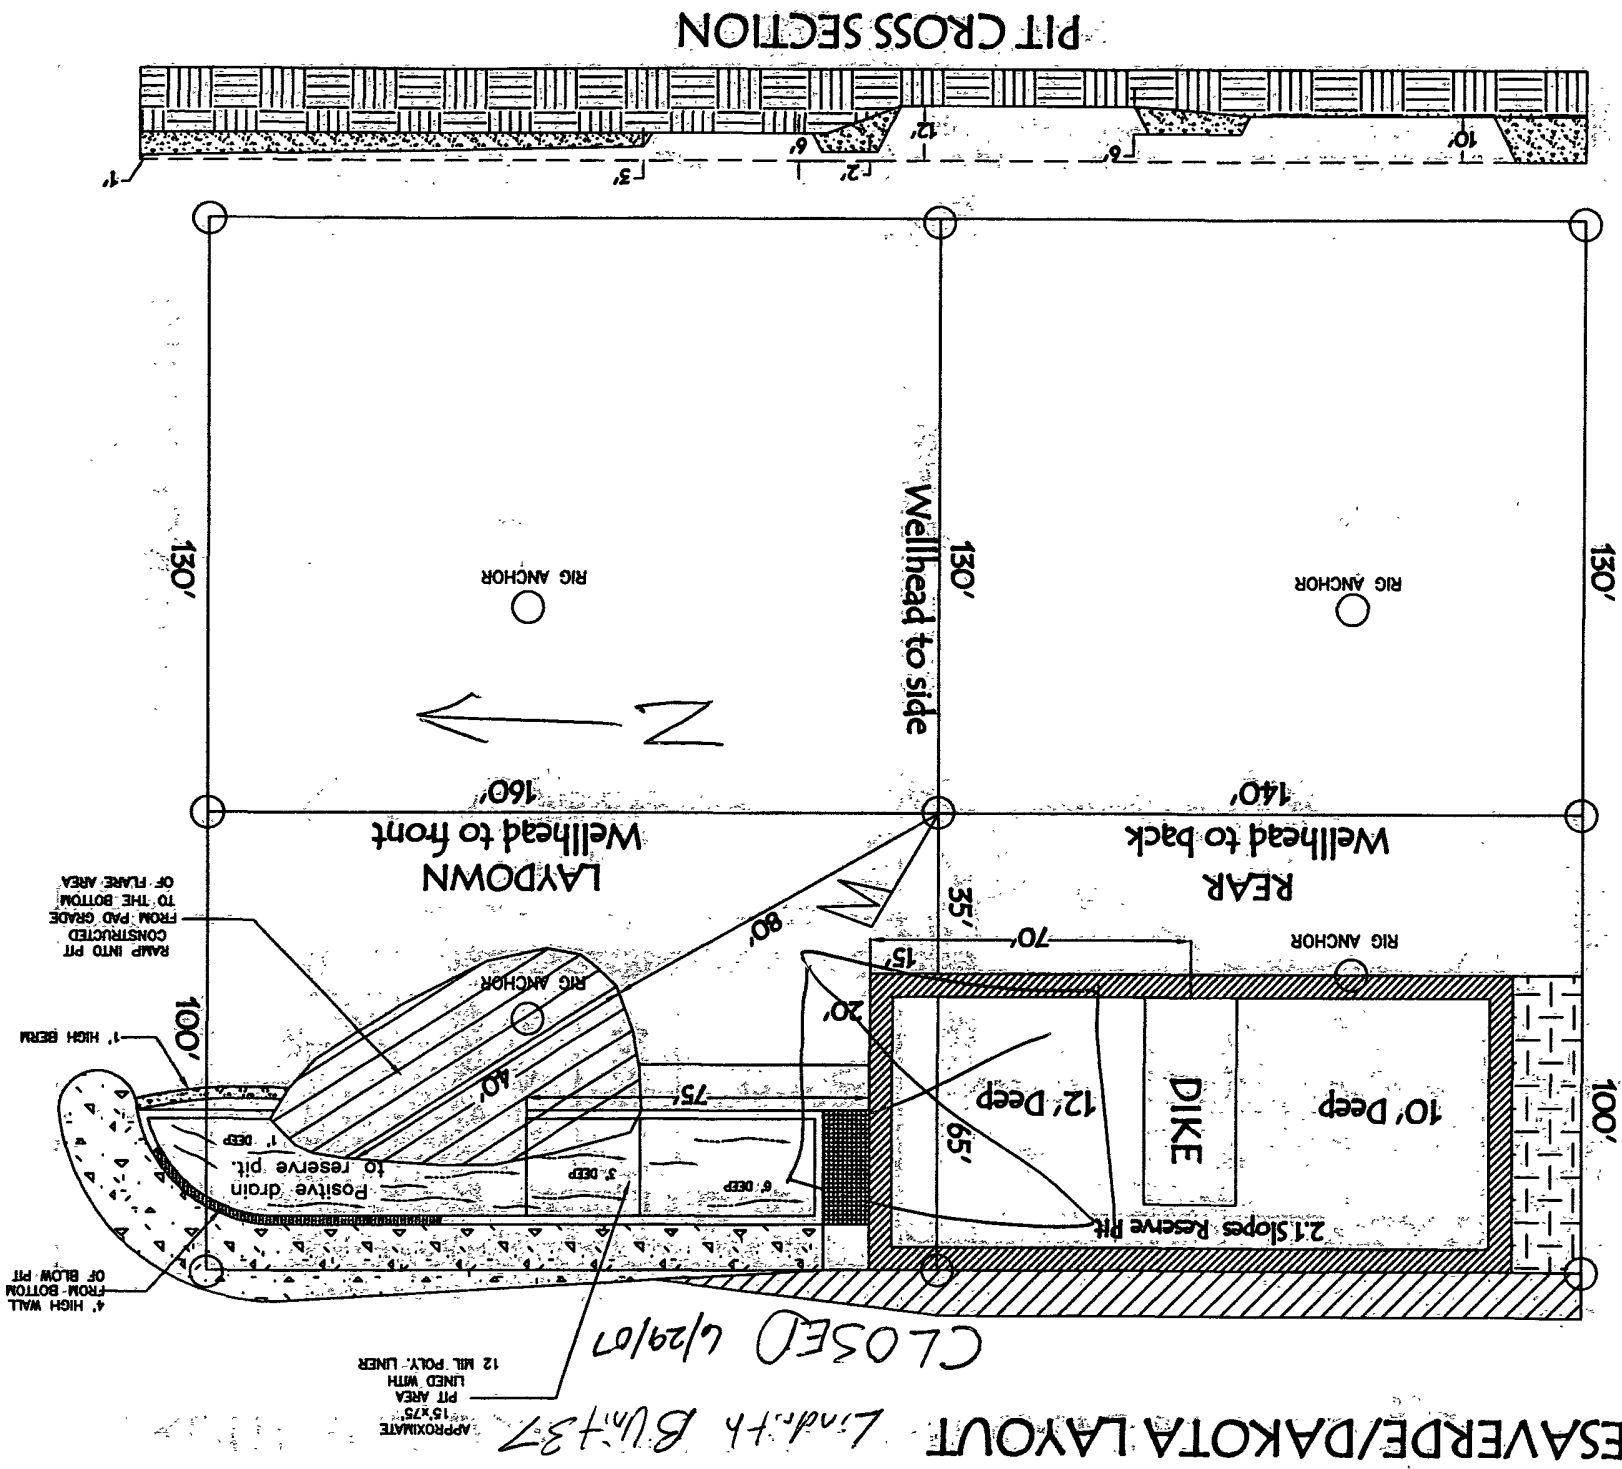 ESAVERDE/DAKOTA LAYOUT
Lindrith B Unit 37
CLOSED 6/29/07
APPROXIMATE
15'x75'
PIT AREA
LINED WITH
12 MIL POLY. LINER
4' HIGH WALL
FROM BOTTOM
OF BLOW PIT
2:1 Slopes Reserve Pit
10' Deep
DIKE
12' Deep
65'
6' DEEP
3' DEEP
Positve drain
to reserve pit.
1' DEEP
100'
75'
40'
100'
1' HIGH BERM
20'
15'
70'
RIG ANCHOR
RIG ANCHOR
RAMP INTO PIT
CONSTRUCTED
FROM PAD GRADE
TO THE BOTTOM
OF FLARE AREA
35'
80'
N
REAR
Wellhead to back
140'
LAYDOWN
Wellhead to front
160'
N
Wellhead to side
130'
130'
130'
RIG ANCHOR
RIG ANCHOR
10'
6'
12'
2'
6'
3'
1'
PIT CROSS SECTION